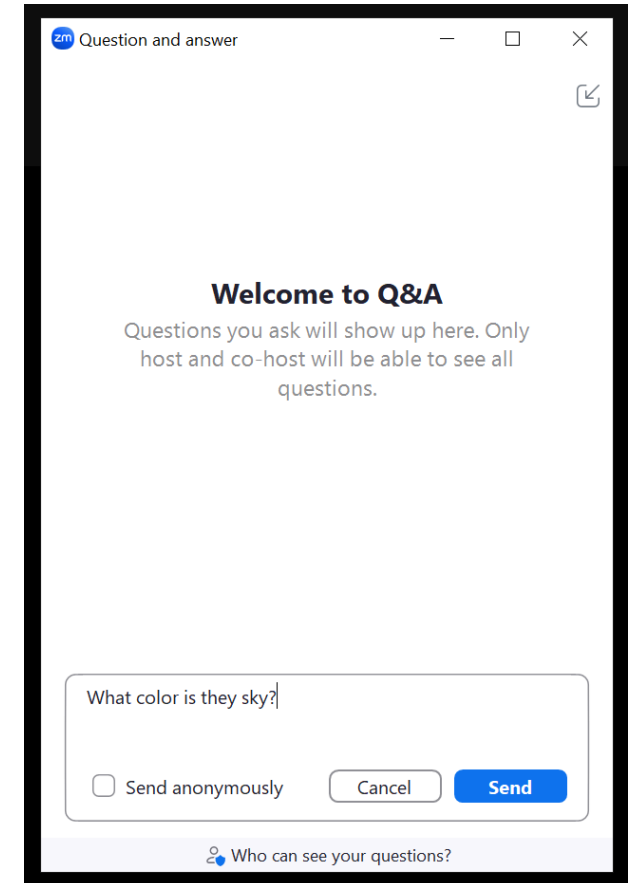 zm Question and answer
Welcome to Q&A
Questions you ask will show up here. Only
host and co-host will be able to see all
questions.
What color is they sky?
Send anonymously Cancel Send
Who can see your questions?